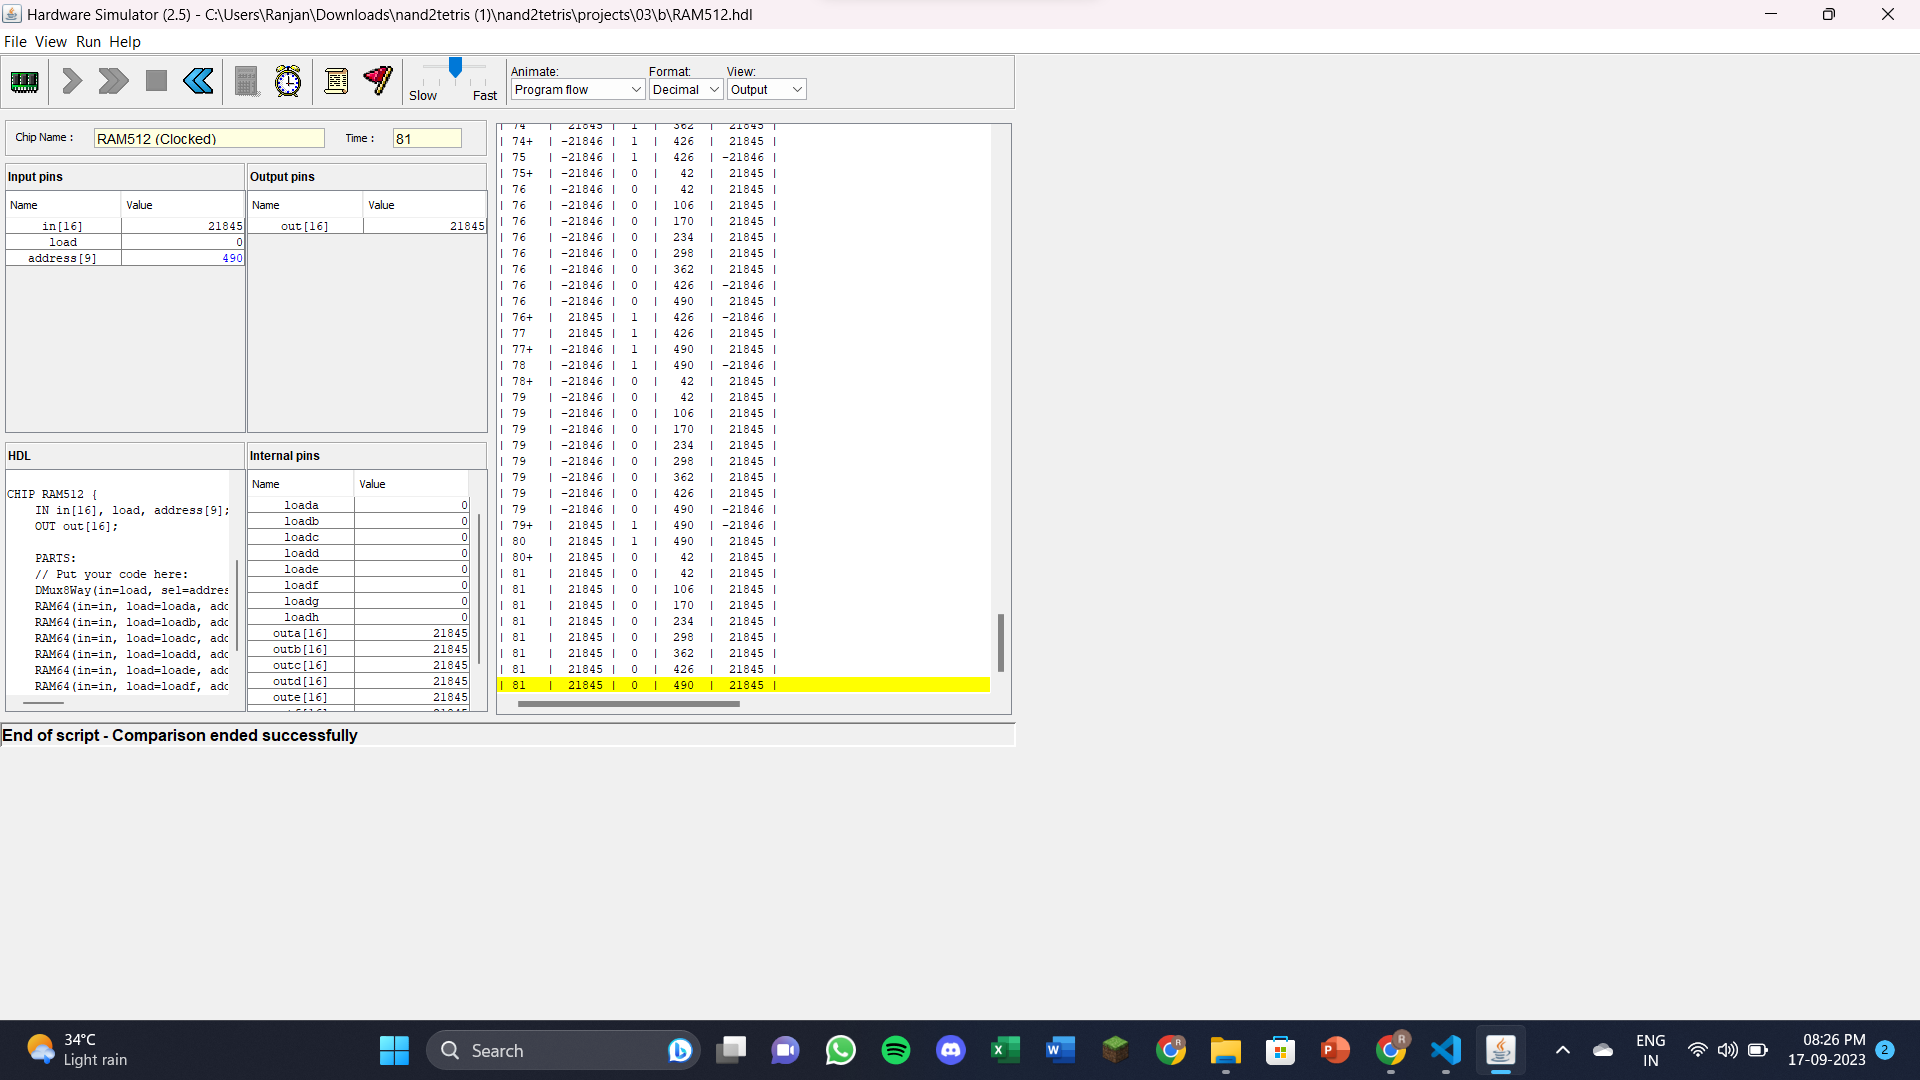 Hardware Simulator (2.5) - C:\Users\Ranjan\Downloads\nand2tetris (1)\nand2tetris\projects\03\b\RAM512.hdl
File View Run Help
Slow Fast
Animate:
Program flow
Format:
Decimal
View:
Output
Chip Name :
RAM512 (Clocked)
Time :
81
Input pins
Name Value
in[16] 21845
load 0
address[9] 490
Output pins
Name Value
out[16] 21845
HDL
CHIP RAM512 {
IN in[16], load, address[9];
OUT out[16];
PARTS:
// Put your code here:
DMux8Way(in=load, sel=addres
RAM64(in=in, load=loada, add
RAM64(in=in, load=loadb, add
RAM64(in=in, load=loadc, add
RAM64(in=in, load=loadd, add
RAM64(in=in, load=loade, add
RAM64(in=in, load=loadf, add
Internal pins
Name Value
loada 0
loadb 0
loadc 0
loadd 0
loade 0
loadf 0
loadg 0
loadh 0
outa[16] 21845
outb[16] 21845
outc[16] 21845
outd[16] 21845
oute[16] 21845
| 74 | 21845 | 1 | 362 | 21845 |
| 74+ | -21846 | 1 | 426 | 21845 |
| 75 | -21846 | 1 | 426 | -21846 |
| 75+ | -21846 | 0 | 42 | 21845 |
| 76 | -21846 | 0 | 42 | 21845 |
| 76 | -21846 | 0 | 106 | 21845 |
| 76 | -21846 | 0 | 170 | 21845 |
| 76 | -21846 | 0 | 234 | 21845 |
| 76 | -21846 | 0 | 298 | 21845 |
| 76 | -21846 | 0 | 362 | 21845 |
| 76 | -21846 | 0 | 426 | -21846 |
| 76 | -21846 | 0 | 490 | 21845 |
| 76+ | 21845 | 1 | 426 | -21846 |
| 77 | 21845 | 1 | 426 | 21845 |
| 77+ | -21846 | 1 | 490 | 21845 |
| 78 | -21846 | 1 | 490 | -21846 |
| 78+ | -21846 | 0 | 42 | 21845 |
| 79 | -21846 | 0 | 42 | 21845 |
| 79 | -21846 | 0 | 106 | 21845 |
| 79 | -21846 | 0 | 170 | 21845 |
| 79 | -21846 | 0 | 234 | 21845 |
| 79 | -21846 | 0 | 298 | 21845 |
| 79 | -21846 | 0 | 362 | 21845 |
| 79 | -21846 | 0 | 426 | 21845 |
| 79 | -21846 | 0 | 490 | -21846 |
| 79+ | 21845 | 1 | 490 | -21846 |
| 80 | 21845 | 1 | 490 | 21845 |
| 80+ | 21845 | 0 | 42 | 21845 |
| 81 | 21845 | 0 | 42 | 21845 |
| 81 | 21845 | 0 | 106 | 21845 |
| 81 | 21845 | 0 | 170 | 21845 |
| 81 | 21845 | 0 | 234 | 21845 |
| 81 | 21845 | 0 | 298 | 21845 |
| 81 | 21845 | 0 | 362 | 21845 |
| 81 | 21845 | 0 | 426 | 21845 |
| 81 | 21845 | 0 | 490 | 21845 |
End of script - Comparison ended successfully
34°C
Light rain
Search
ENG
IN
08:26 PM
17-09-2023
2